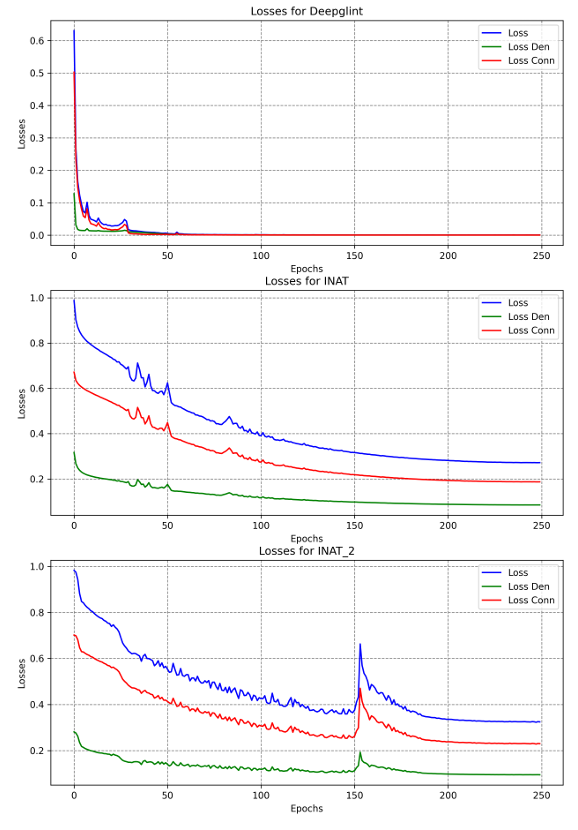 Losses for Deepglint
Losses
0.6
0.5
0.4
0.3
0.2
0.1
0.0
Loss
Loss Den
Loss Conn
0 50 100 150 200 250
Epochs
Losses for INAT
Losses
1.0
0.8
0.6
0.4
0.2
Loss
Loss Den
Loss Conn
0 50 100 150 200 250
Epochs
Losses for INAT_2
Losses
1.0
0.8
0.6
0.4
0.2
Loss
Loss Den
Loss Conn
0 50 100 150 200 250
Epochs